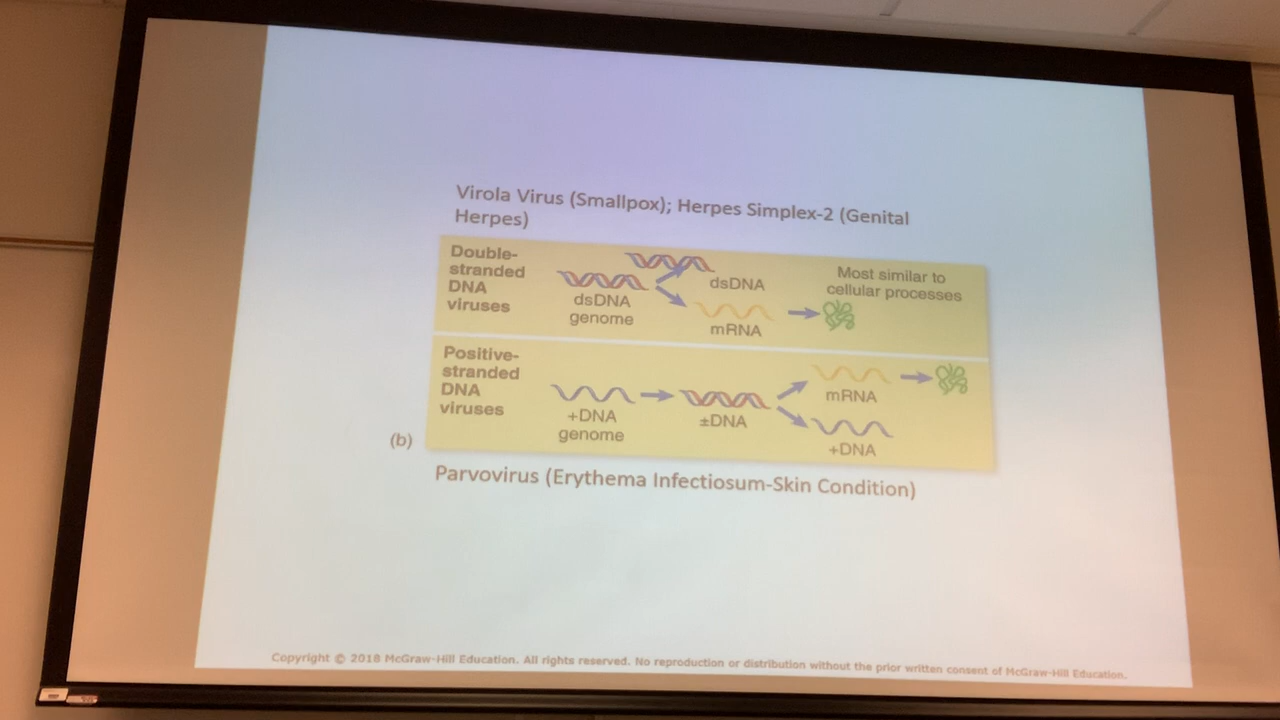 Virola Virus (Smallpox); Herpes Simplex-2 (Genital
Herpes)
Double-
stranded
DNA
viruses
dsDNA
genome
dsDNA
mRNA
Most similar to
cellular processes
Positive-
stranded
DNA
viruses
+DNA
genome
±DNA
mRNA
+DNA
(b)
Parvovirus (Erythema Infectiosum-Skin Condition)
Copyright © 2018 McGraw-Hill Education. All rights reserved. No reproduction or distribution without the prior written consent of McGraw-Hill Education.